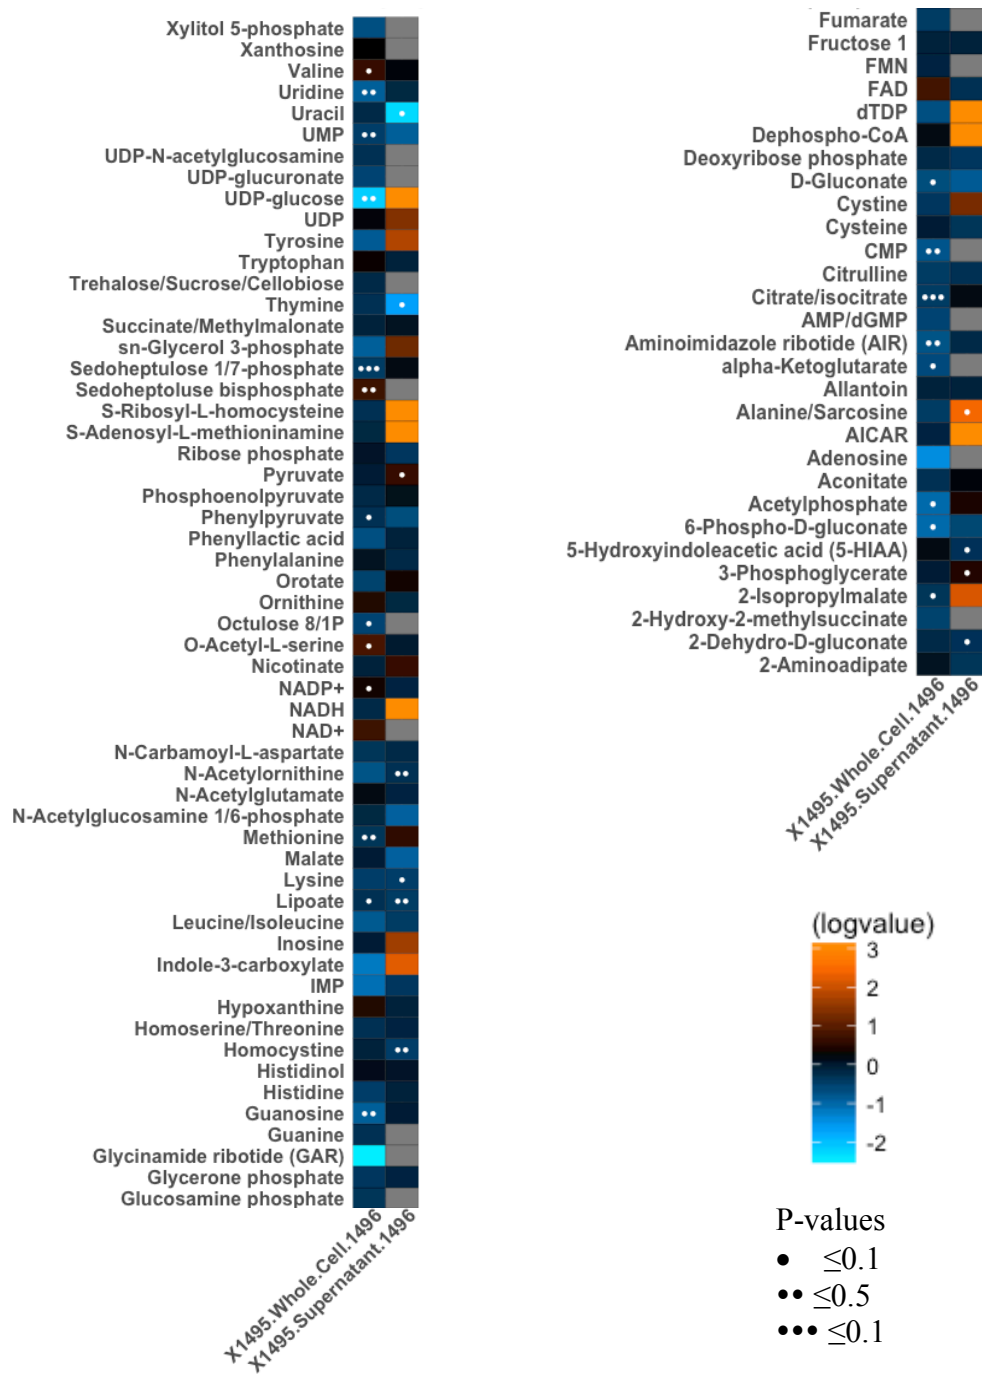 Xylitol 5-phosphate
Xanthosine
Valine
Uridine
Uracil
UMP
UDP-N-acetylglucosamine
UDP-glucuronate
UDP-glucose
UDP
Tyrosine
Tryptophan
Trehalose/Sucrose/Cellobiose
Thymine
Succinate/Methylmalonate
sn-Glycerol 3-phosphate
Sedoheptulose 1/7-phosphate
Sedoheptoluse bisphosphate
S-Ribosyl-L-homocysteine
S-Adenosyl-L-methioninamine
Ribose phosphate
Pyruvate
Phosphoenolpyruvate
Phenylpyruvate
Phenyllactic acid
Phenylalanine
Orotate
Ornithine
Octulose 8/1P
O-Acetyl-L-serine
Nicotinate
NADP+
NADH
NAD+
N-Carbamoyl-L-aspartate
N-Acetylornithine
N-Acetylglutamate
N-Acetylglucosamine 1/6-phosphate
Methionine
Malate
Lysine
Lipoate
Leucine/Isoleucine
Inosine
Indole-3-carboxylate
IMP
Hypoxanthine
Homoserine/Threonine
Homocystine
Histidinol
Histidine
Guanosine
Guanine
Glycinamide ribotide (GAR)
Glycerone phosphate
Glucosamine phosphate
X1495.Whole.Cell.1496
X1495.Supernatant.1496
Fumarate
Fructose 1
FMN
FAD
dTDP
Dephospho-CoA
Deoxyribose phosphate
D-Gluconate
Cystine
Cysteine
CMP
Citrulline
Citrate/isocitrate
AMP/dGMP
Aminoimidazole ribotide (AIR)
alpha-Ketoglutarate
Allantoin
Alanine/Sarcosine
AICAR
Adenosine
Aconitate
Acetylphosphate
6-Phospho-D-gluconate
5-Hydroxyindoleacetic acid (5-HIAA)
3-Phosphoglycerate
2-Isopropylmalate
2-Hydroxy-2-methylsuccinate
2-Dehydro-D-gluconate
2-Aminoadipate
X1495.Whole.Cell.1496
X1495.Supernatant.1496
(logvalue)
3
2
1
0
-1
-2
P-values
• ≤0.1
•• ≤0.5
••• ≤0.1